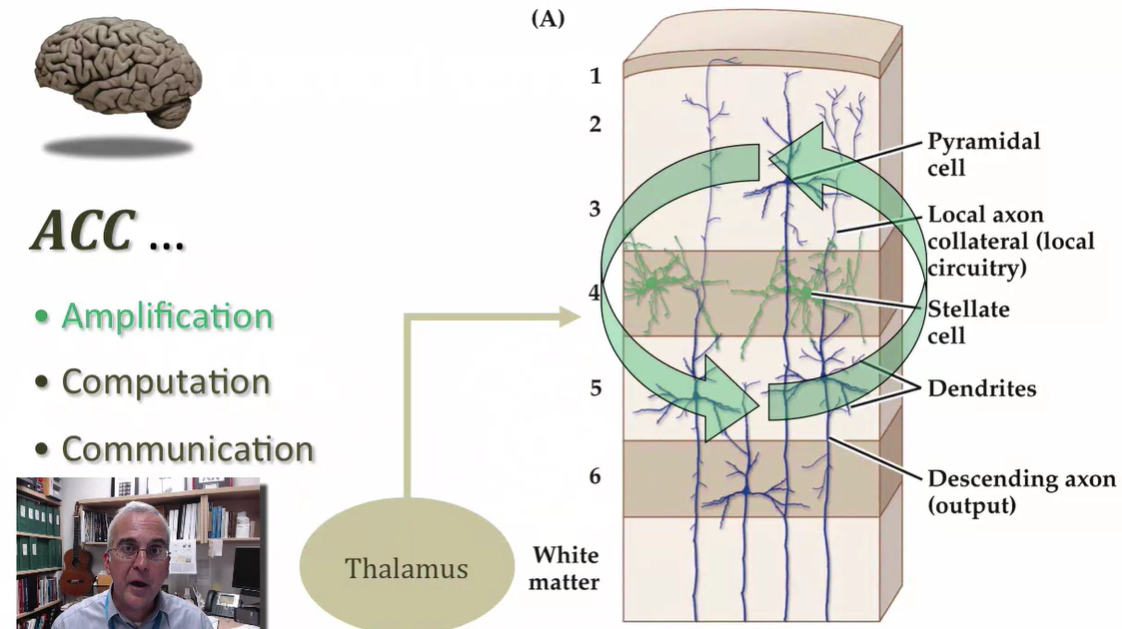 (A)
ACC ...
• Amplification
• Computation
• Communication
Thalamus
1
2
3
4
5
6
White
matter
Pyramidal
cell
Local axon
collateral (local
circuitry)
Stellate
cell
Dendrites
Descending axon
(output)